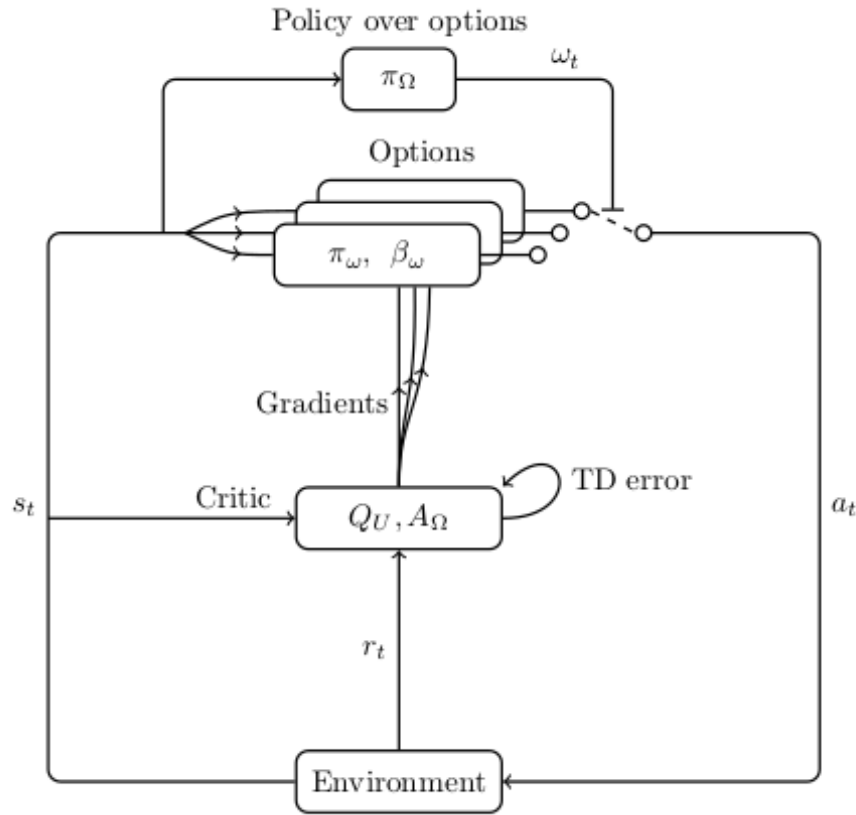 Policy over options
π_Ω
ω_t
Options
π_ω, β_ω
Gradients
TD error
Critic
s_t
Q_U, A_Ω
a_t
r_t
Environment